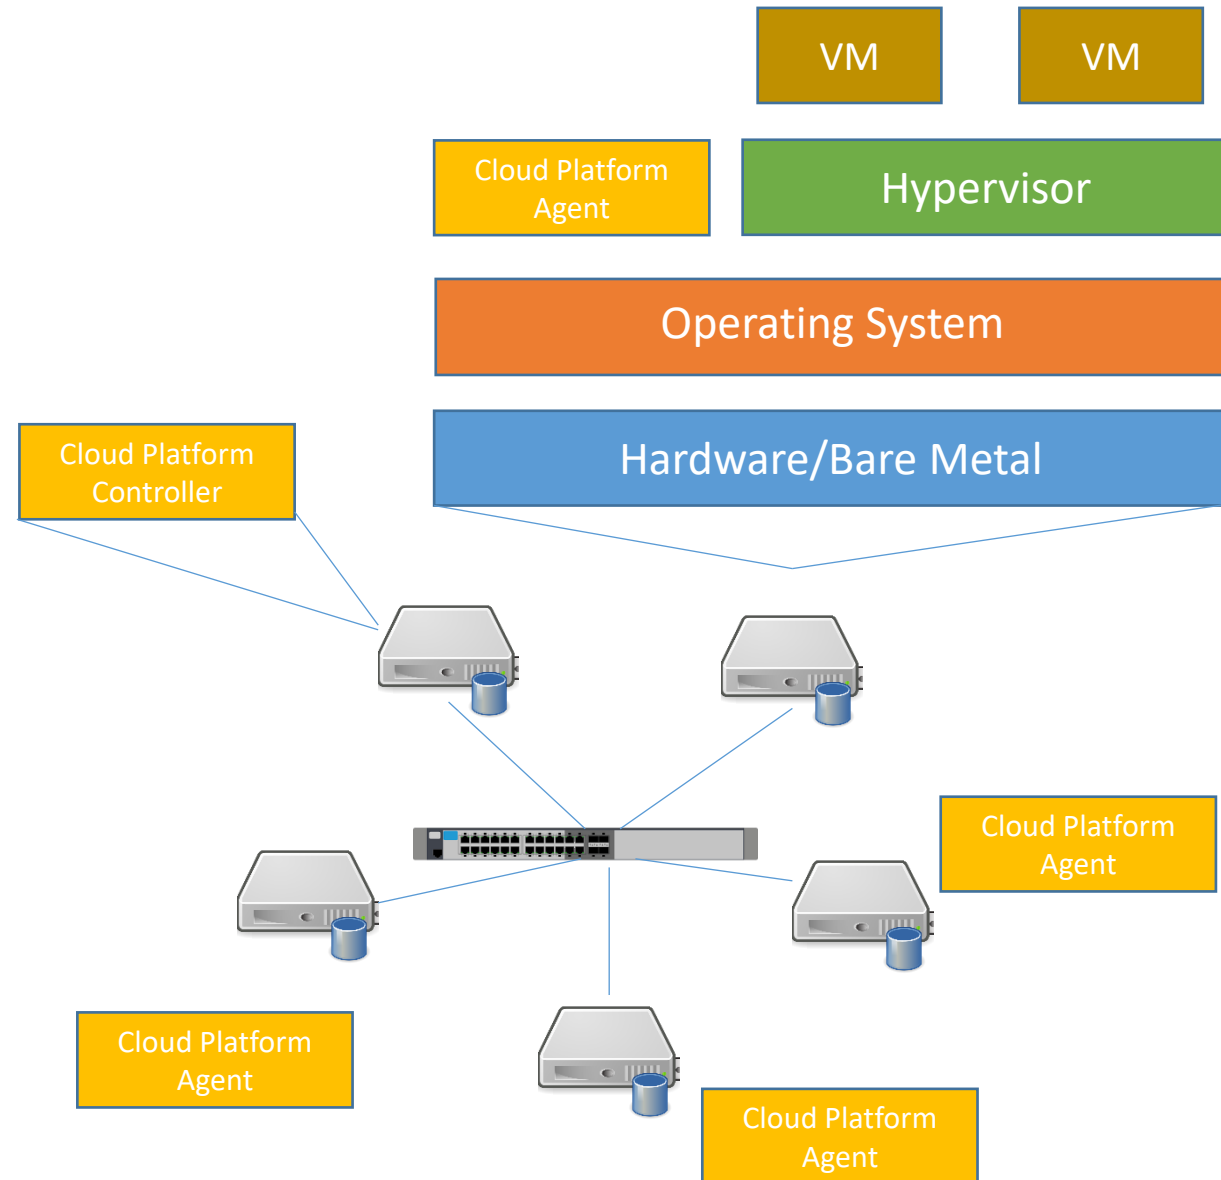 VM
VM
Cloud Platform
Agent
Hypervisor
Operating System
Hardware/Bare Metal
Cloud Platform
Controller
Cloud Platform
Agent
Cloud Platform
Agent
Cloud Platform
Agent